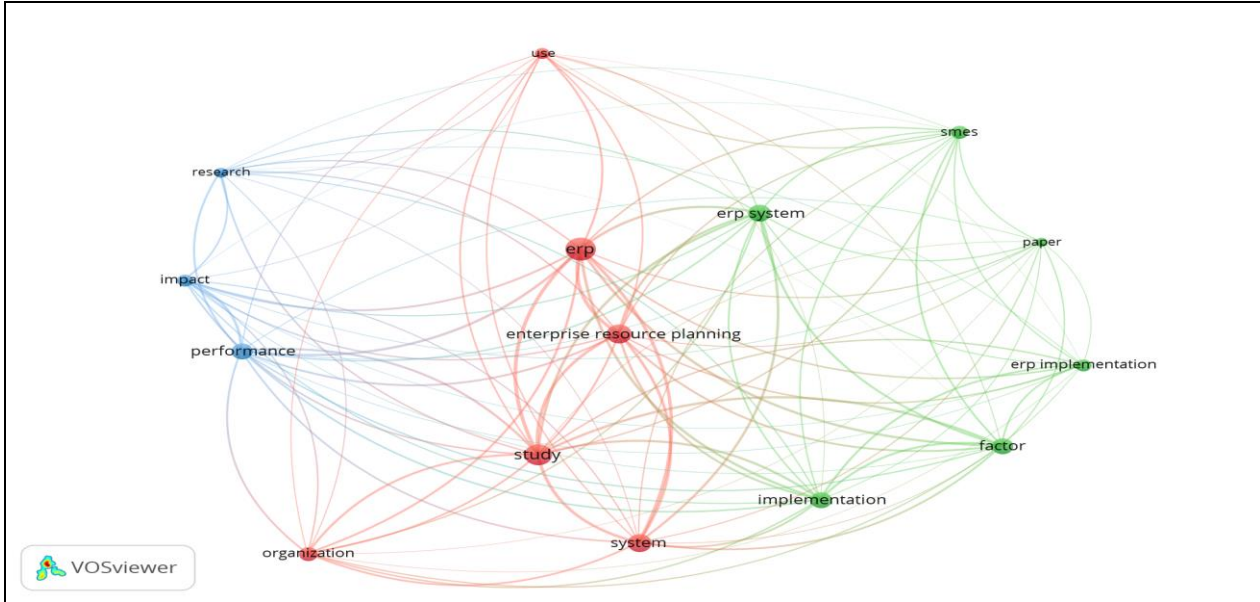 use
smes
research
erp system
paper
erp
impact
enterprise resource planning
performance
erp implementation
factor
study
implementation
system
organization
VOSviewer